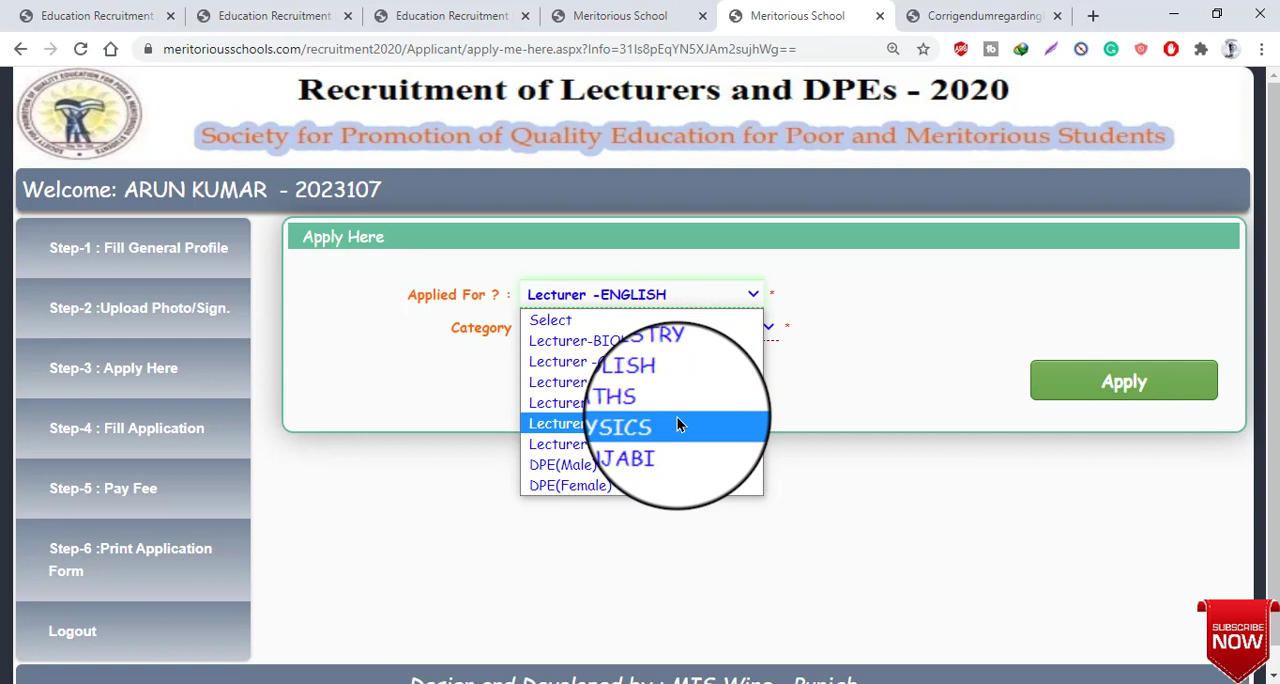 Education Recruitment
Education Recruitment
Education Recruitment
Meritorious School
Meritorious School
Corrigendumregarding
meritoriousschools.com/recruitment2020/Applicant/apply-me-here.aspx?Info=31Is8pEqYN5XJAm2sujhWg==
Recruitment of Lecturers and DPEs - 2020
Society for Promotion of Quality Education for Poor and Meritorious Students
Welcome: ARUN KUMAR - 2023107
Step-1 : Fill General Profile
Step-2 :Upload Photo/Sign.
Step-3 : Apply Here
Step-4 : Fill Application
Step-5 : Pay Fee
Step-6 :Print Application
Form
Logout
Apply Here
Applied For ? : Lecturer -ENGLISH *
Category *
Select
Lecturer-BIO STRY
Lecturer - LISH
Lecturer THS
Lecturer YSICS
Lecturer JABI
DPE(Male)
DPE(Female)
Apply
SUBSCRIBE
NOW